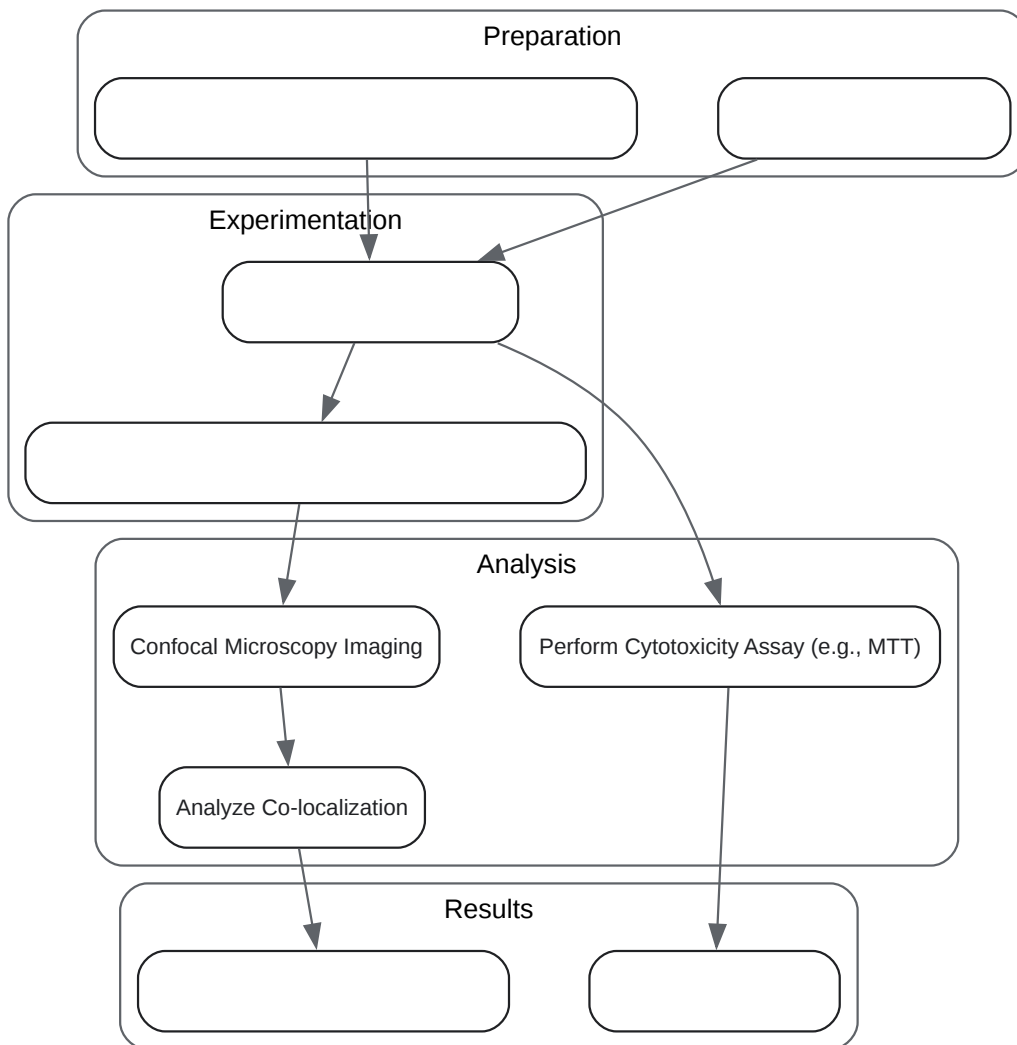 Preparation
Experimentation
Analysis
Confocal Microscopy Imaging
Perform Cytotoxicity Assay (e.g., MTT)
Analyze Co-localization
Results